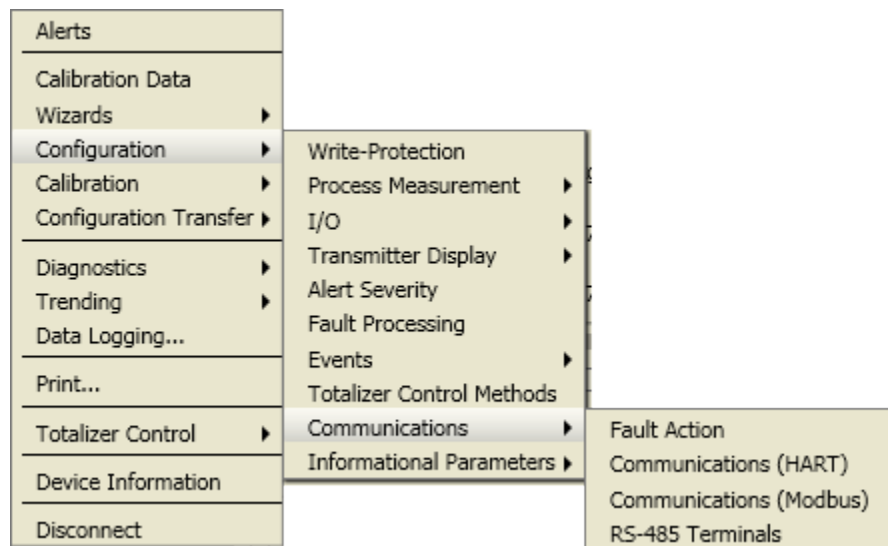 Alerts
Calibration Data
Wizards
Configuration
Calibration
Configuration Transfer
Diagnostics
Trending
Data Logging...
Print...
Totalizer Control
Device Information
Disconnect
Write-Protection
Process Measurement
I/O
Transmitter Display
Alert Severity
Fault Processing
Events
Totalizer Control Methods
Communications
Informational Parameters
Fault Action
Communications (HART)
Communications (Modbus)
RS-485 Terminals